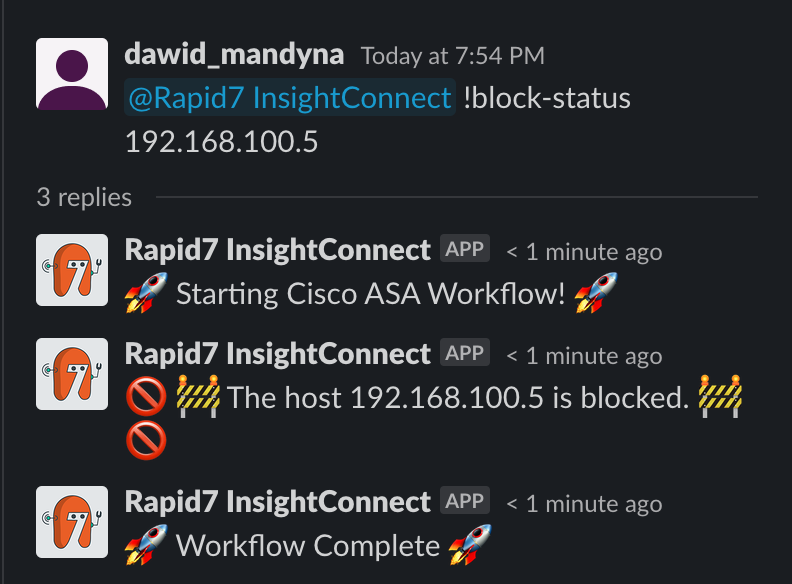 dawid_mandyna Today at 7:54 PM
@Rapid7 InsightConnect !block-status
192.168.100.5
3 replies
Rapid7 InsightConnect APP < 1 minute ago
🚀 Starting Cisco ASA Workflow! 🚀
Rapid7 InsightConnect APP < 1 minute ago
🚫 🚧 The host 192.168.100.5 is blocked. 🚧
🚫
Rapid7 InsightConnect APP < 1 minute ago
🚀 Workflow Complete 🚀